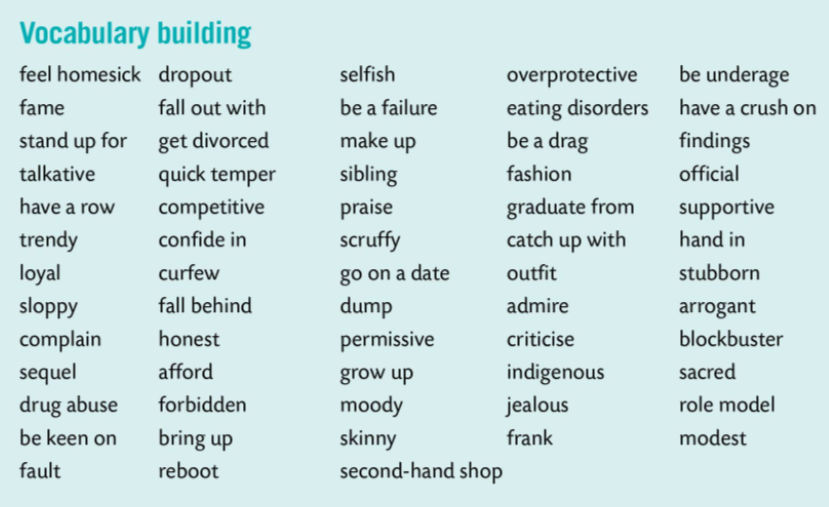 Vocabulary building
feel homesick dropout selfish overprotective be underage
fame fall out with be a failure eating disorders have a crush on
stand up for get divorced make up be a drag findings
talkative quick temper sibling fashion official
have a row competitive praise graduate from supportive
trendy confide in scruffy catch up with hand in
loyal curfew go on a date outfit stubborn
sloppy fall behind dump admire arrogant
complain honest permissive criticise blockbuster
sequel afford grow up indigenous sacred
drug abuse forbidden moody jealous role model
be keen on bring up skinny frank modest
fault reboot second-hand shop